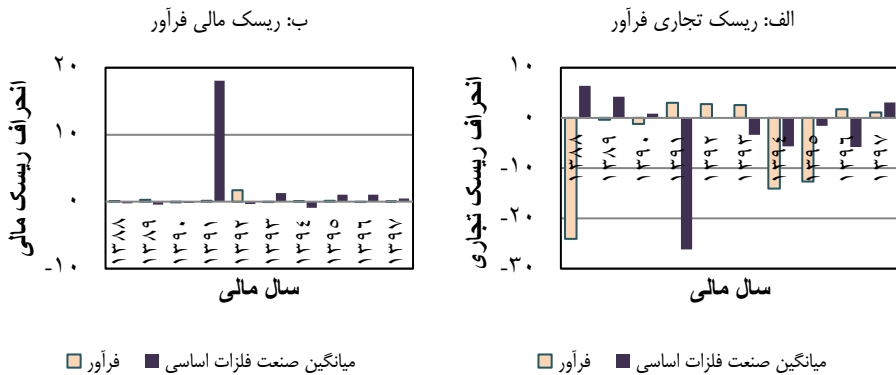 الف: ریسک تجاری فرآور
انحراف ریسک تجاری
۱۰
۰
-۱۰
-۲۰
-۳۰
۱۳۸۸
۱۳۸۹
۱۳۹۰
۱۳۹۱
۱۳۹۲
۱۳۹۳
۱۳۹۴
۱۳۹۵
۱۳۹۶
۱۳۹۷
سال مالی
میانگین صنعت فلزات اساسی
فرآور
ب: ریسک مالی فرآور
انحراف ریسک مالی
۲۰
۱۰
۰
-۱۰
۱۳۸۸
۱۳۸۹
۱۳۹۰
۱۳۹۱
۱۳۹۲
۱۳۹۳
۱۳۹۴
۱۳۹۵
۱۳۹۶
۱۳۹۷
سال مالی
میانگین صنعت فلزات اساسی
فرآور